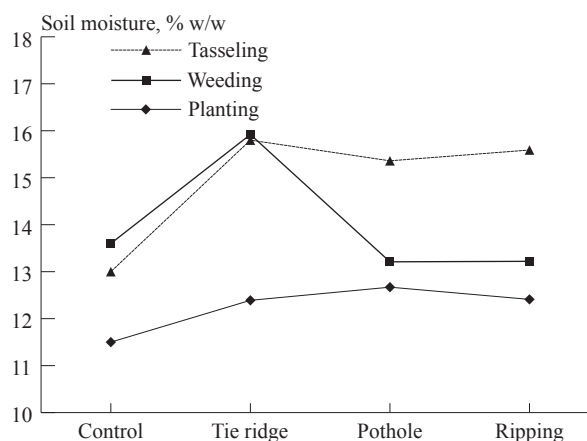 Soil moisture, % w/w
18
17
16
15
14
13
12
11
10
Tasseling
Weeding
Planting
Control Tie ridge Pothole Ripping